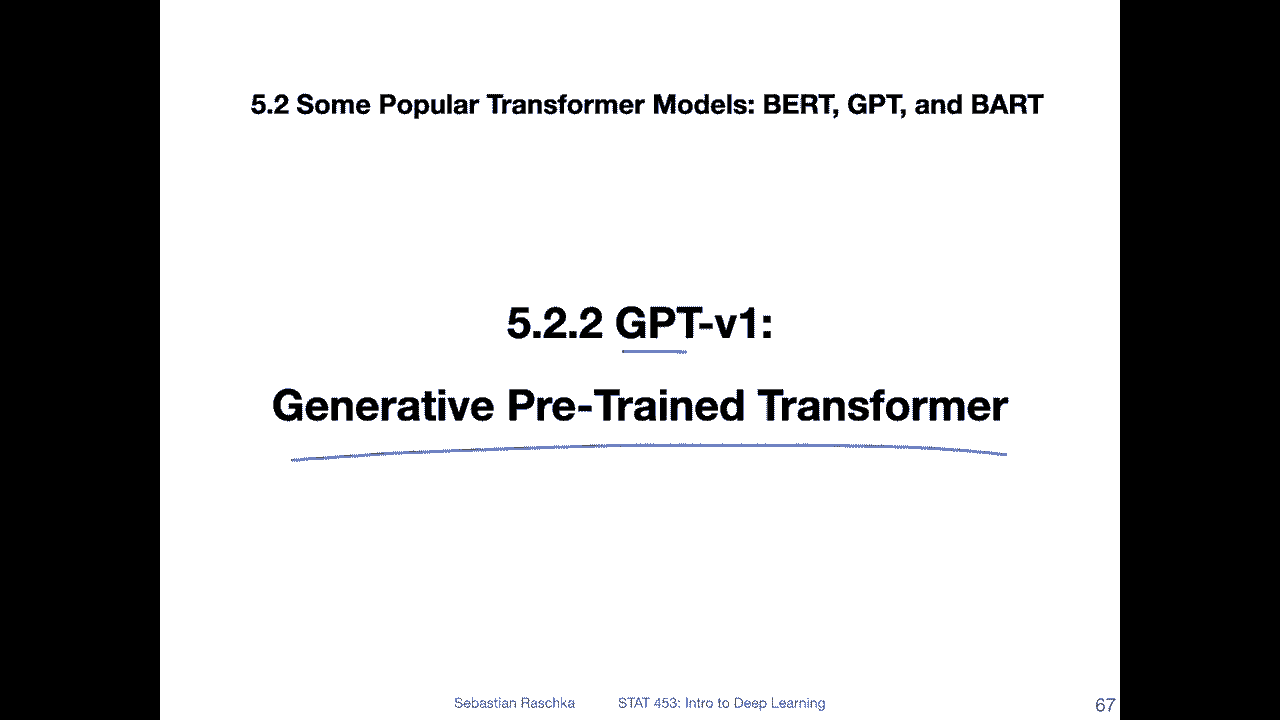 5.2 Some Popular Transformer Models: BERT, GPT, and BART
5.2.2 GPT-v1:
Generative Pre-Trained Transformer
Sebastian Raschka STAT 453: Intro to Deep Learning 67